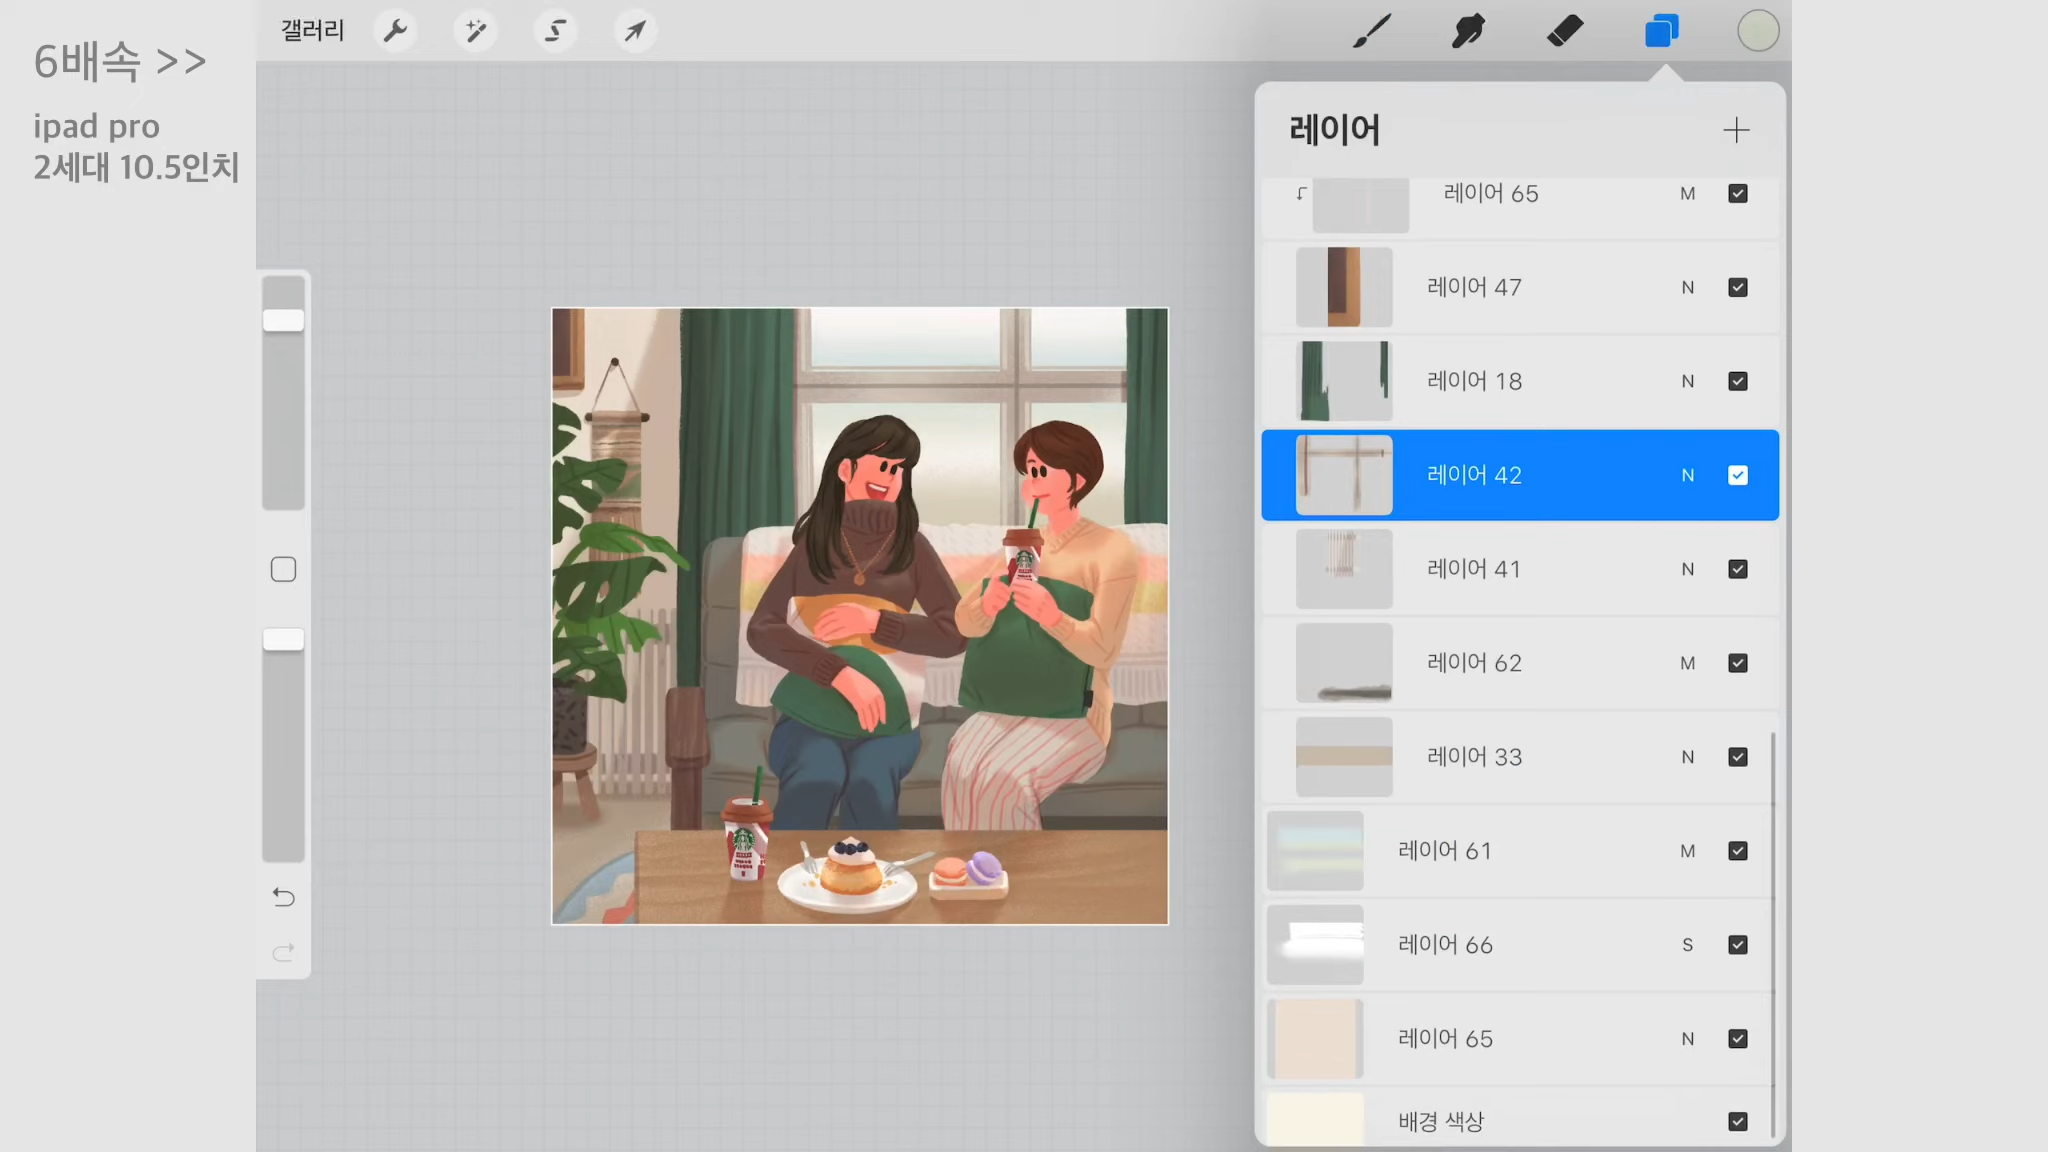 6배속 >>
ipad pro
2세대 10.5인치
갤러리
레이어
레이어 65 M
레이어 47 N
레이어 18 N
레이어 42 N
레이어 41 N
레이어 62 M
레이어 33 N
레이어 61 M
레이어 66 S
레이어 65 N
배경 색상